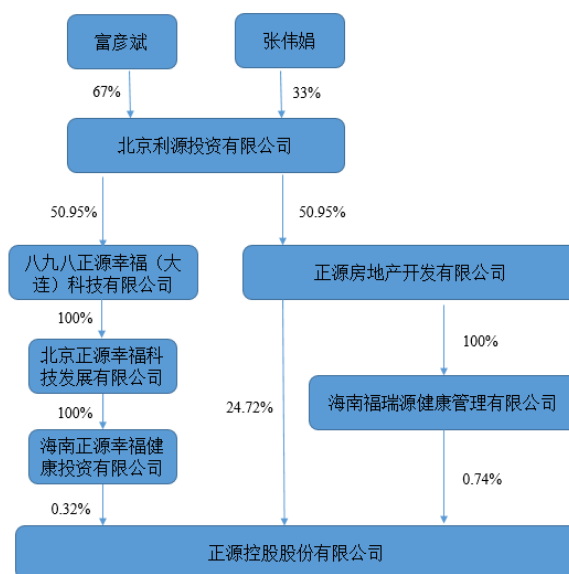 富彦斌
张伟娟
67%
33%
北京利源投资有限公司
50.95%
50.95%
八九八正源幸福（大
连）科技有限公司
正源房地产开发有限公司
100%
100%
北京正源幸福科
技发展有限公司
100%
24.72%
海南福瑞源健康管理有限公司
海南正源幸福健
康投资有限公司
0.32%
0.74%
正源控股股份有限公司